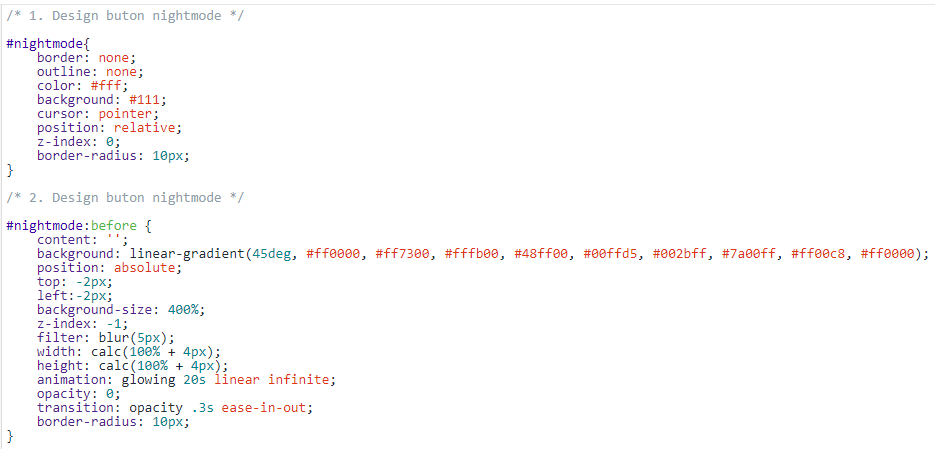 /* 1. Design buton nightmode */
#nightmode{
border: none;
outline: none;
color: #fff;
background: #111;
cursor: pointer;
position: relative;
z-index: 0;
border-radius: 10px;
}
/* 2. Design buton nightmode */
#nightmode:before {
content: '';
background: linear-gradient(45deg, #ff0000, #ff7300, #fffb00, #48ff00, #00ffd5, #002bff, #7a00ff, #ff00c8, #ff0000);
position: absolute;
top: -2px;
left:-2px;
background-size: 400%;
z-index: -1;
filter: blur(5px);
width: calc(100% + 4px);
height: calc(100% + 4px);
animation: glowing 20s linear infinite;
opacity: 0;
transition: opacity .3s ease-in-out;
border-radius: 10px;
}